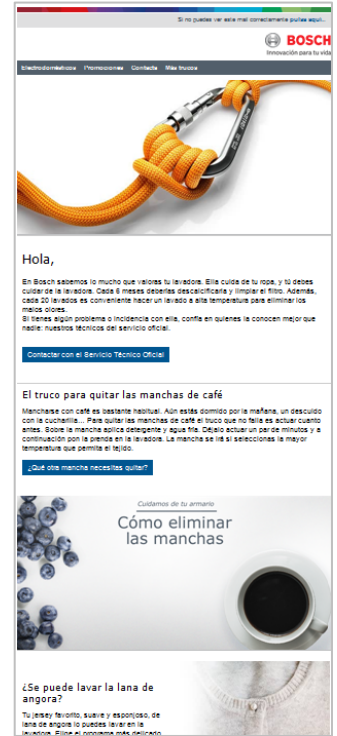 Si no puedes ver este mail correctamente pulsa aquí..
BOSCH
Innovación para tu vida
Electrodomésticos Promociones Contacta Más trucos
Hola,
En Bosch sabemos lo mucho que valoras tu lavadora. Ella cuida de tu ropa, y tú debes
cuidar de la lavadora. Cada 6 meses deberías descalcificarla y limpiar el filtro. Además,
cada 20 lavados es conveniente hacer un lavado a alta temperatura para eliminar los
malos olores.
Si tienes algún problema o incidencia con ella, confía en quienes la conocen mejor que
nadie: nuestros técnicos del servicio oficial.
Contactar con el Servicio Técnico Oficial
El truco para quitar las manchas de café
Mancharse con café es bastante habitual. Aún estás dormido por la mañana, un descuido
con la cucharilla... Para quitar las manchas de café el truco que no falla es actuar cuanto
antes. Sobre la mancha aplica detergente y agua fría. Déjalo actuar un par de minutos y a
continuación pon la prenda en la lavadora. La mancha se irá si seleccionas la mayor
temperatura que permita el tejido.
¿Qué otra mancha necesitas quitar?
Cuidamos de tu armario
Cómo eliminar
las manchas
¿Se puede lavar la lana de
angora?
Tu jersey favorito, suave y esponjoso, de
lana de angora lo puedes lavar en la
lavadora. Elige el programa más delicado